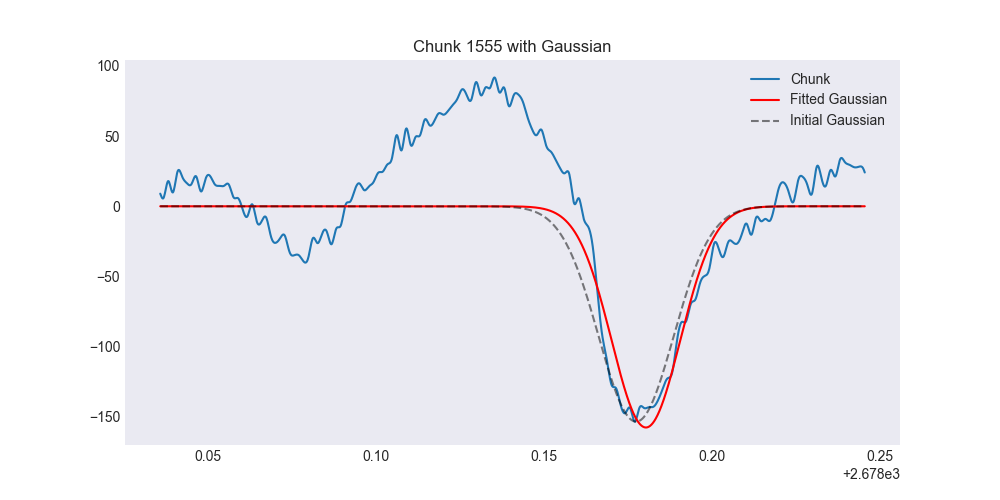 Chunk 1555 with Gaussian
100
50
0
−50
−100
−150
Chunk
Fitted Gaussian
Initial Gaussian
0.05 0.10 0.15 0.20 0.25
+2.678e3